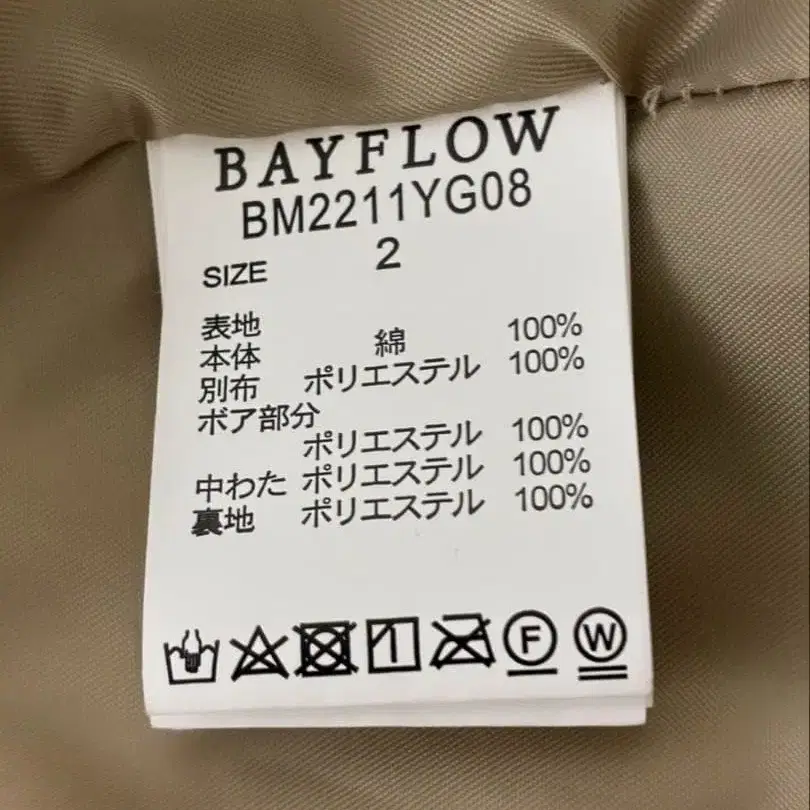 BAYFLOW
BM2211YG08
SIZE 2
表地
本体 綿 100%
別布 ポリエステル 100%
ボア部分
ポリエステル 100%
中わた ポリエステル 100%
裏地 ポリエステル 100%
F W